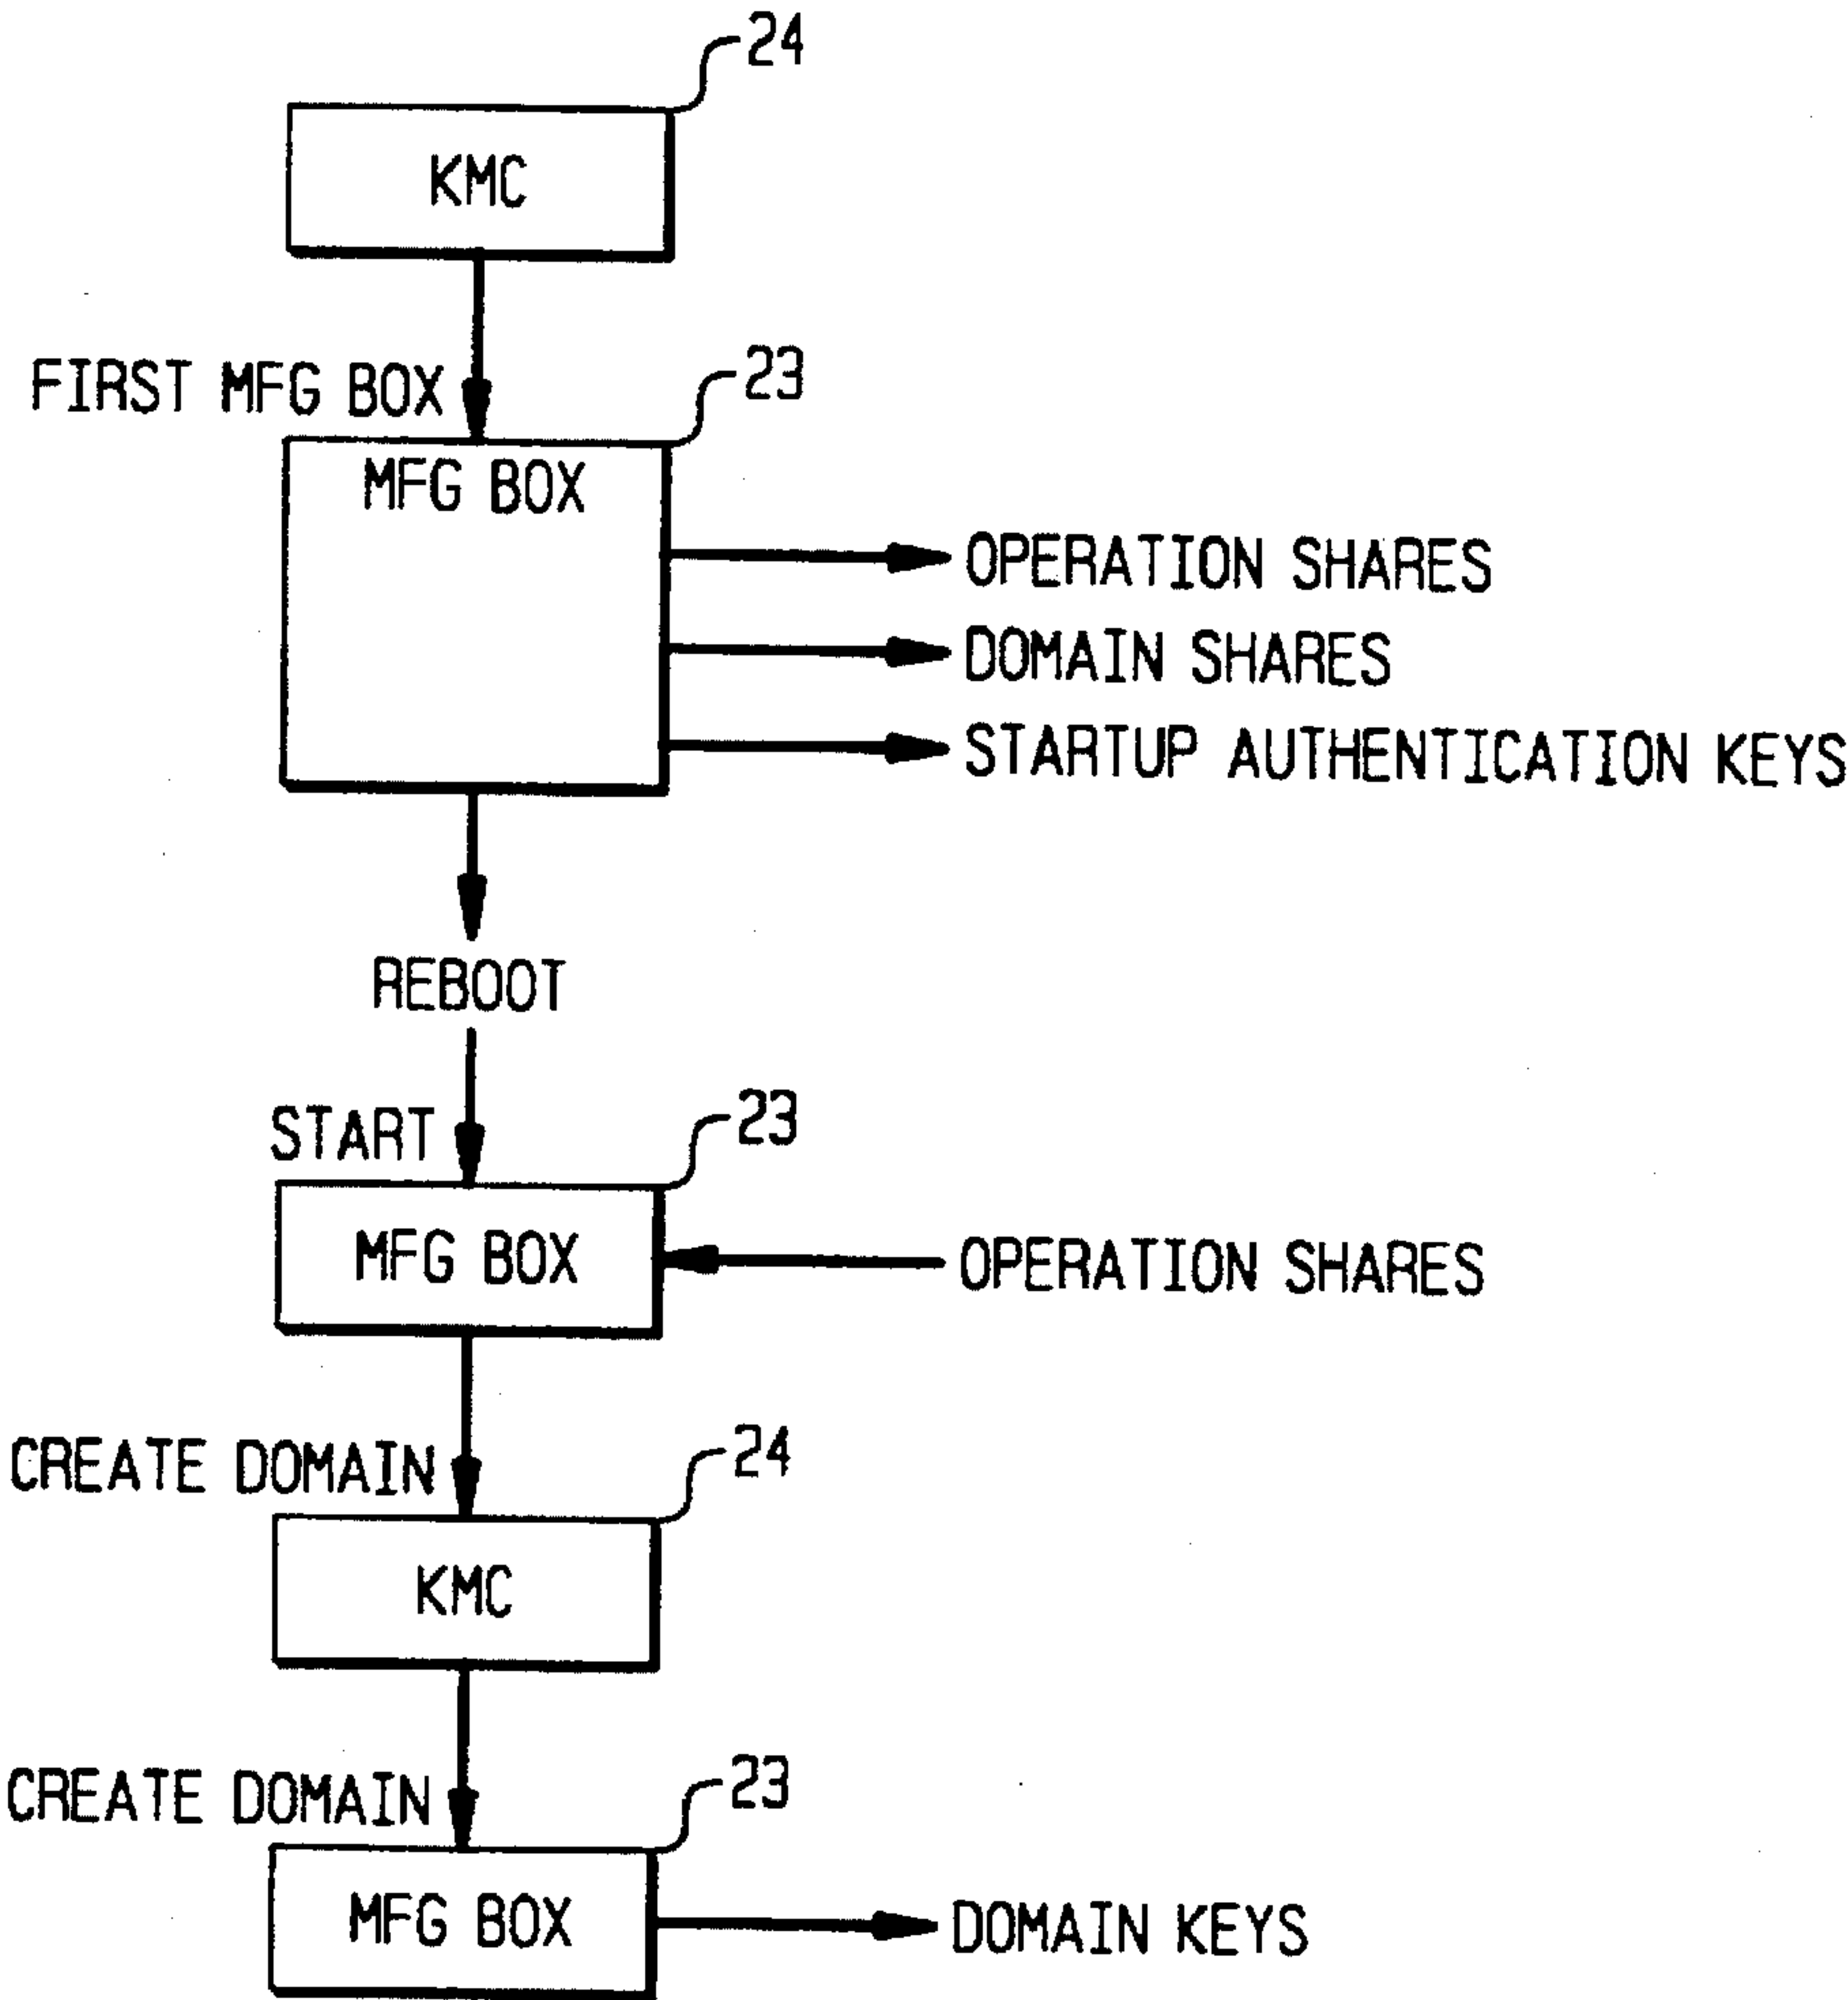 24
KMC
FIRST MFG BOX
23
MFG BOX
OPERATION SHARES
DOMAIN SHARES
STARTUP AUTHENTICATION KEYS
REBOOT
START
23
MFG BOX
OPERATION SHARES
CREATE DOMAIN
24
KMC
CREATE DOMAIN
23
MFG BOX
DOMAIN KEYS